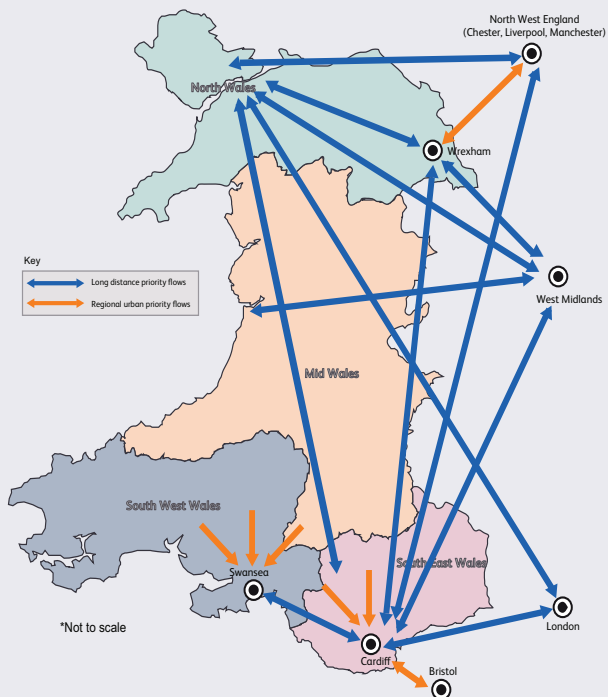 North West England
(Chester, Liverpool, Manchester)
North Wales
Wrexham
Key
Long distance priority flows
Regional urban priority flows
West Midlands
Mid Wales
South West Wales
South East Wales
Swansea
*Not to scale
London
Cardiff
Bristol